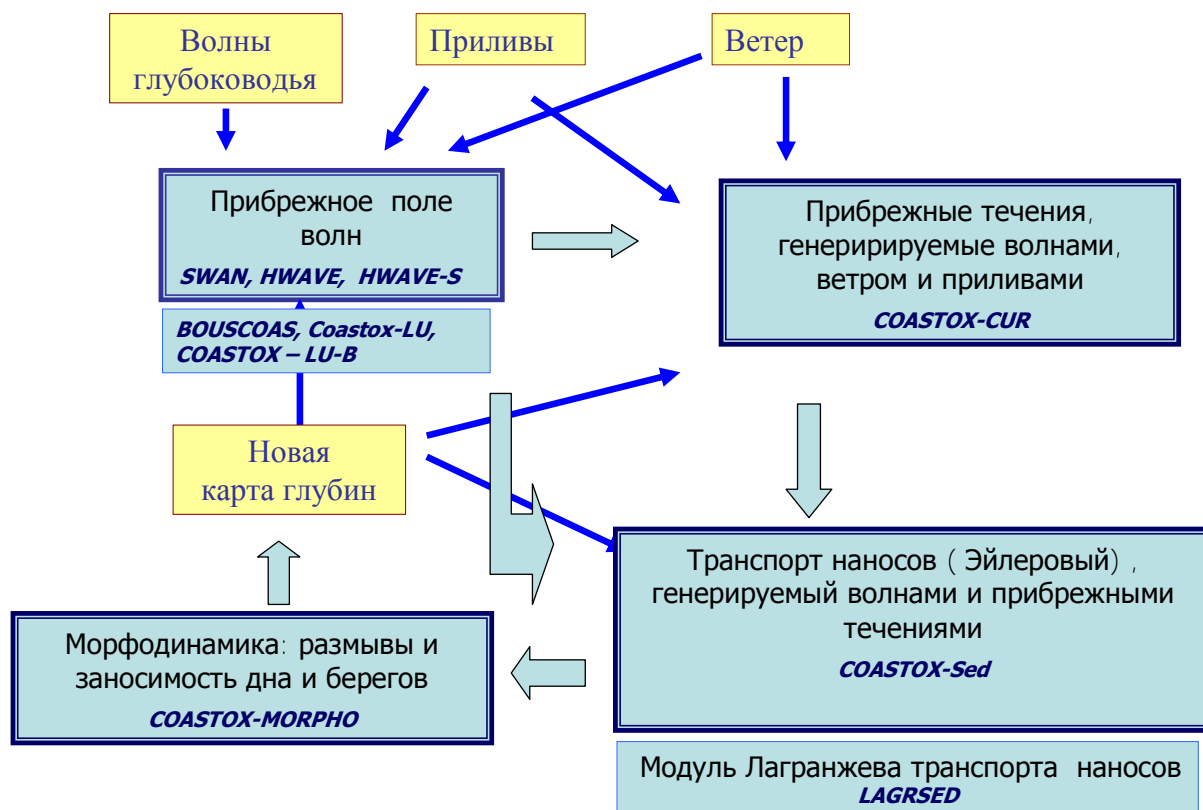 Волны
глубоководья
Приливы
Ветер
Прибрежное поле
волн
SWAN, HWAVE, HWAVE-S
BOUSCOAS, Coastox-LU,
COASTOX – LU-B
Прибрежные течения,
генеририруемые волнами,
ветром и приливами
COASTOX-CUR
Новая
карта глубин
Транспорт наносов ( Эйлеровый) ,
генерируемый волнами и прибрежными
течениями
COASTOX-Sed
Морфодинамика: размывы и
заносимость дна и берегов
COASTOX-MORPHO
Модуль Лагранжева транспорта наносов
LAGRSED